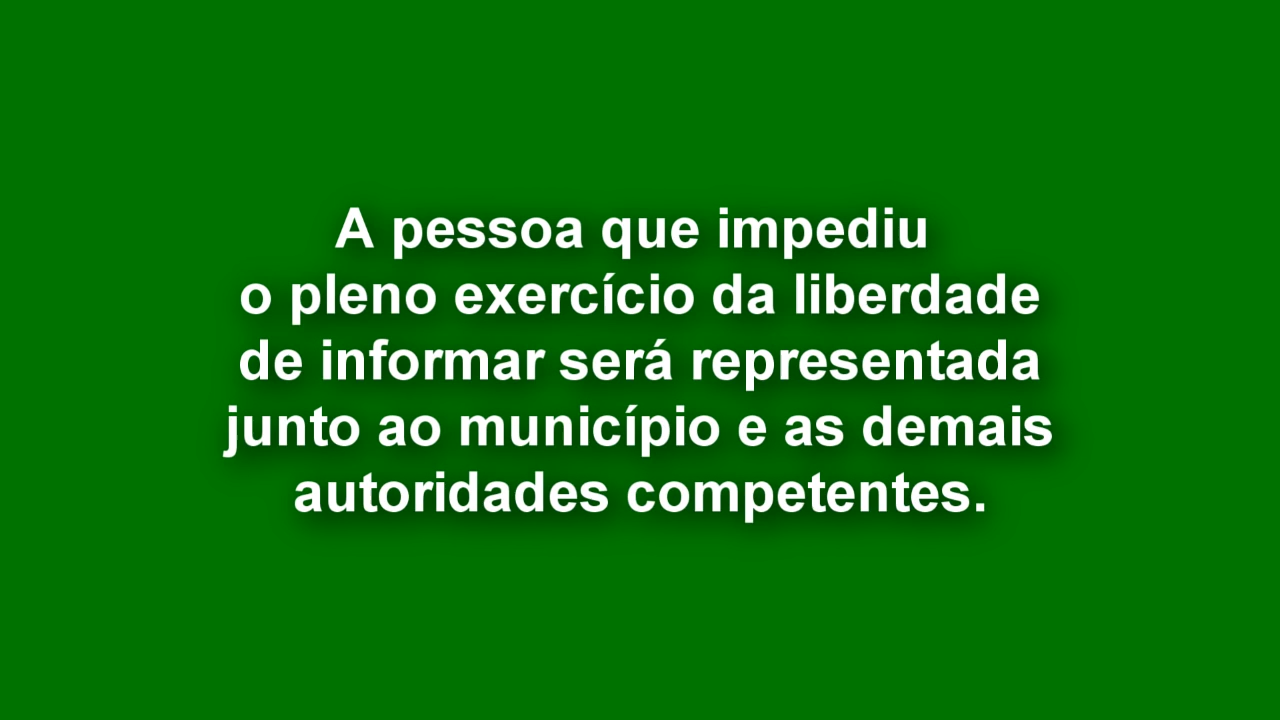 A pessoa que impediu
o pleno exercício da liberdade
de informar será representada
junto ao município e as demais
autoridades competentes.